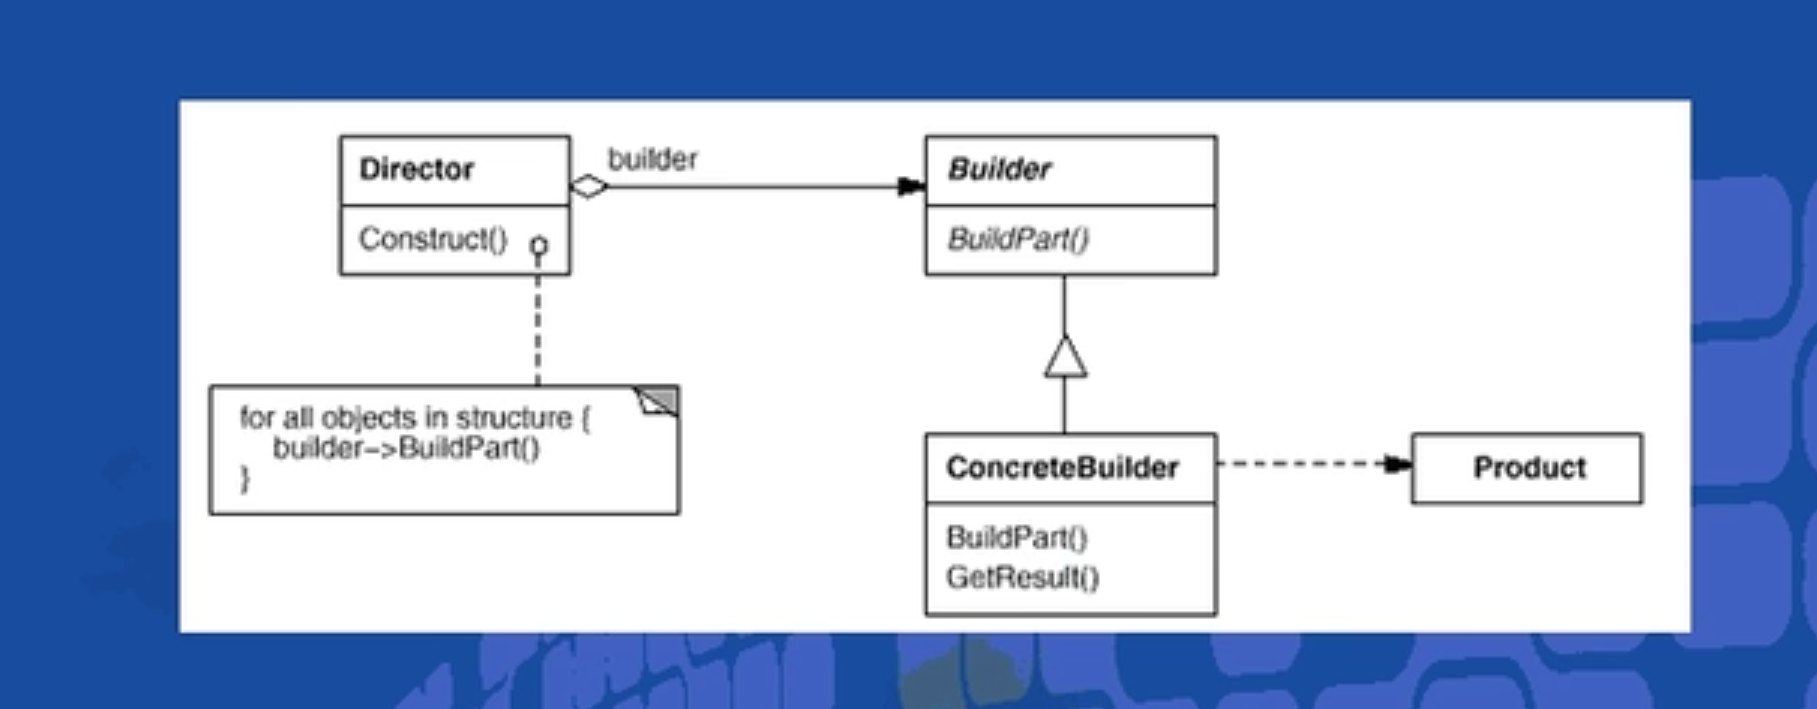 Director
Construct()
builder
Builder
BuildPart()
for all objects in structure {
builder->BuildPart()
}
ConcreteBuilder
BuildPart()
GetResult()
Product